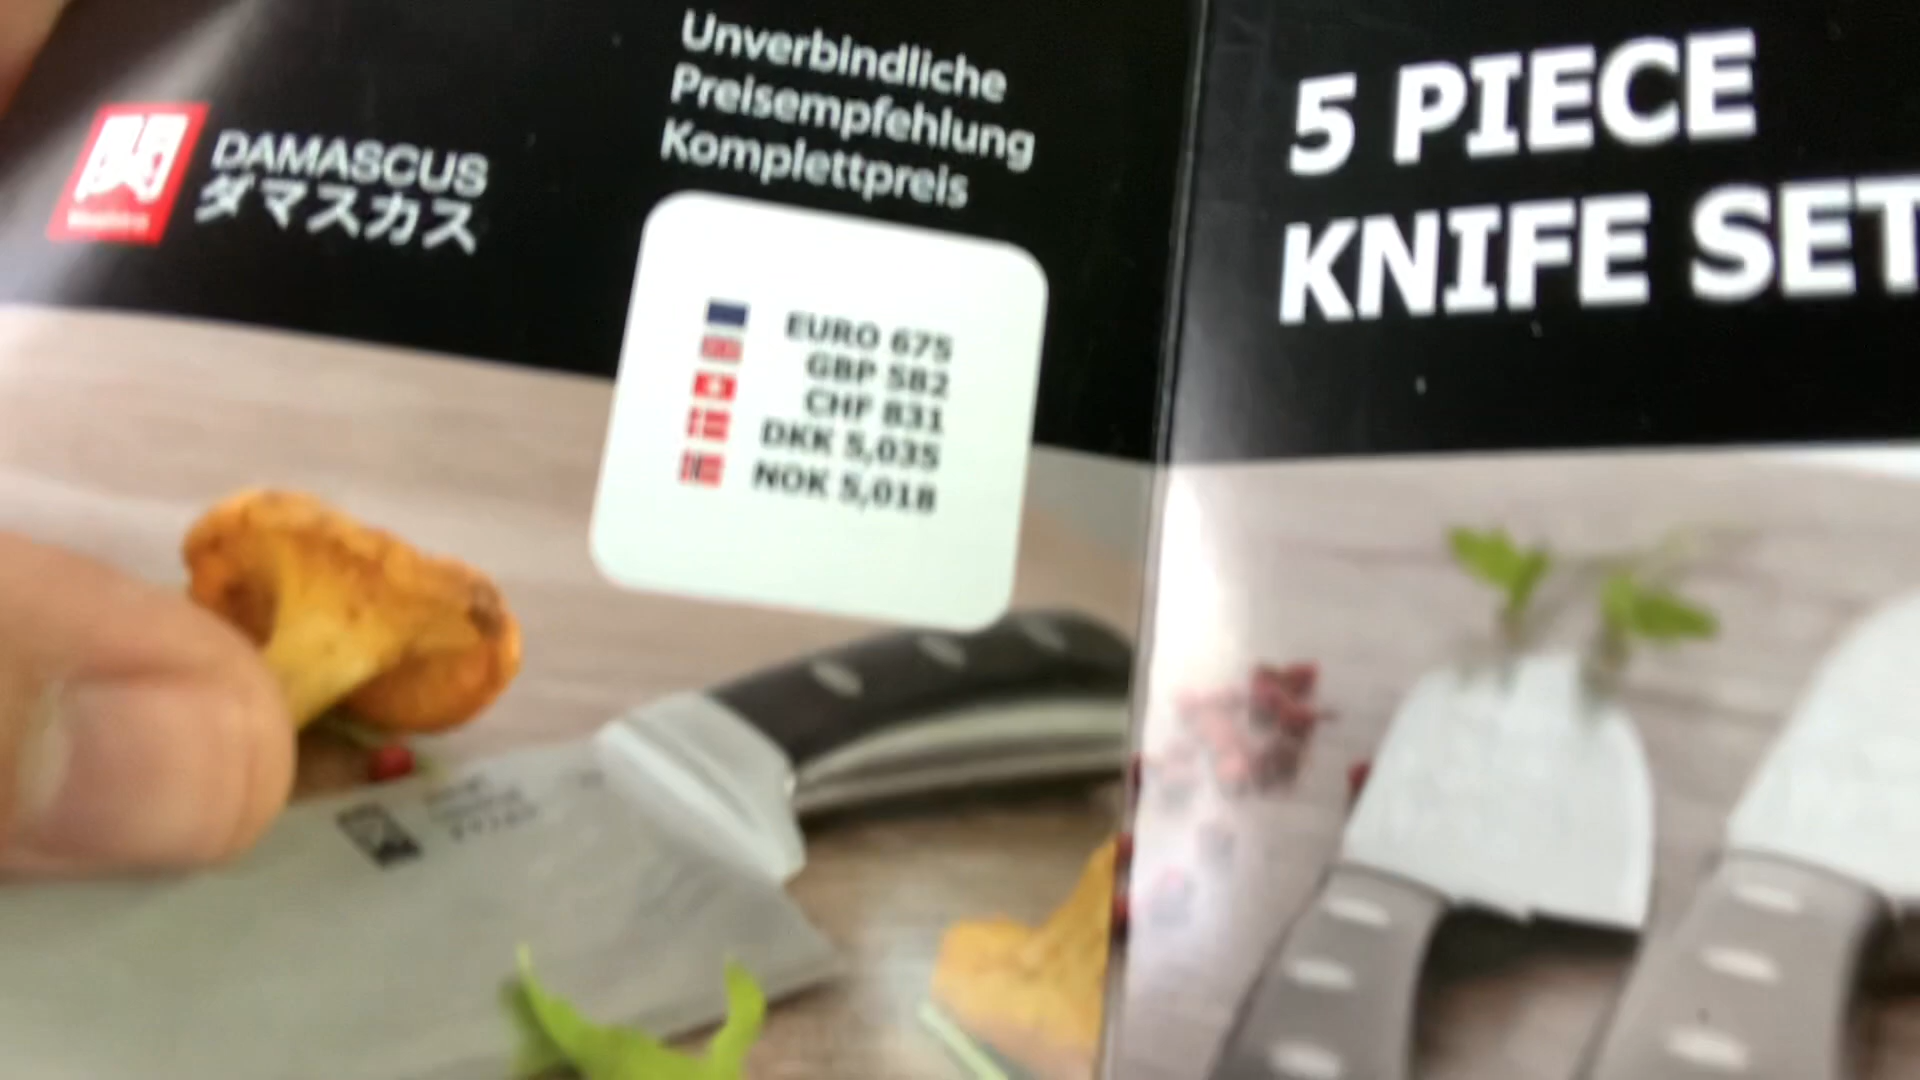 関
DAMASCUS
ダマスカス
Unverbindliche
Preisempfehlung
Komplettpreis
EURO 675
GBP 582
CHF 831
DKK 5,035
NOK 5,018
5 PIECE
KNIFE SET